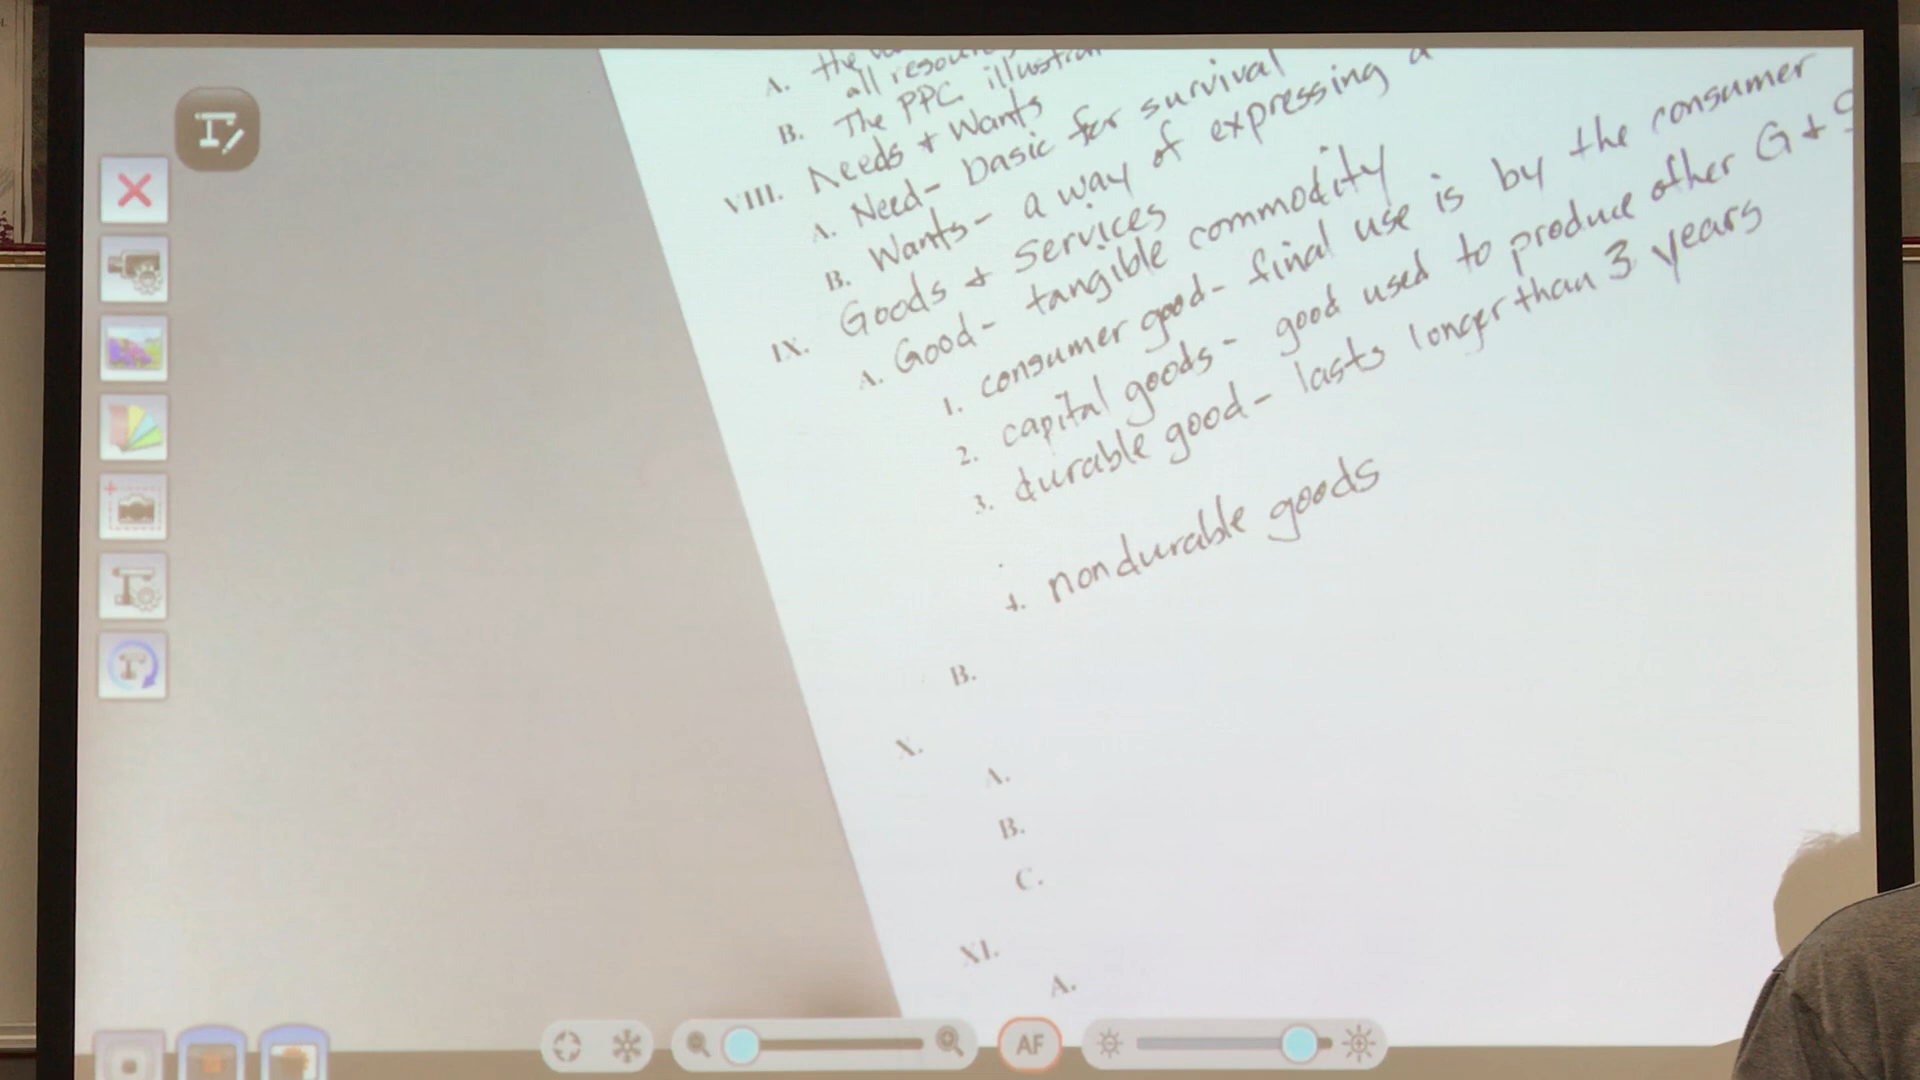 A. the
all resour
B. The PPC illustra
VIII. Needs + Wants
A. Need- basic for survival
B. Wants- a way of expressing a
IX. Goods + Services
A. Good- tangible commodity
1. consumer good- final use is by the consumer
2. capital goods- good used to produce other G + S
3. durable good- lasts longer than 3 years
4. nondurable goods
B.
X.
A.
B.
C.
XI.
A.
AF